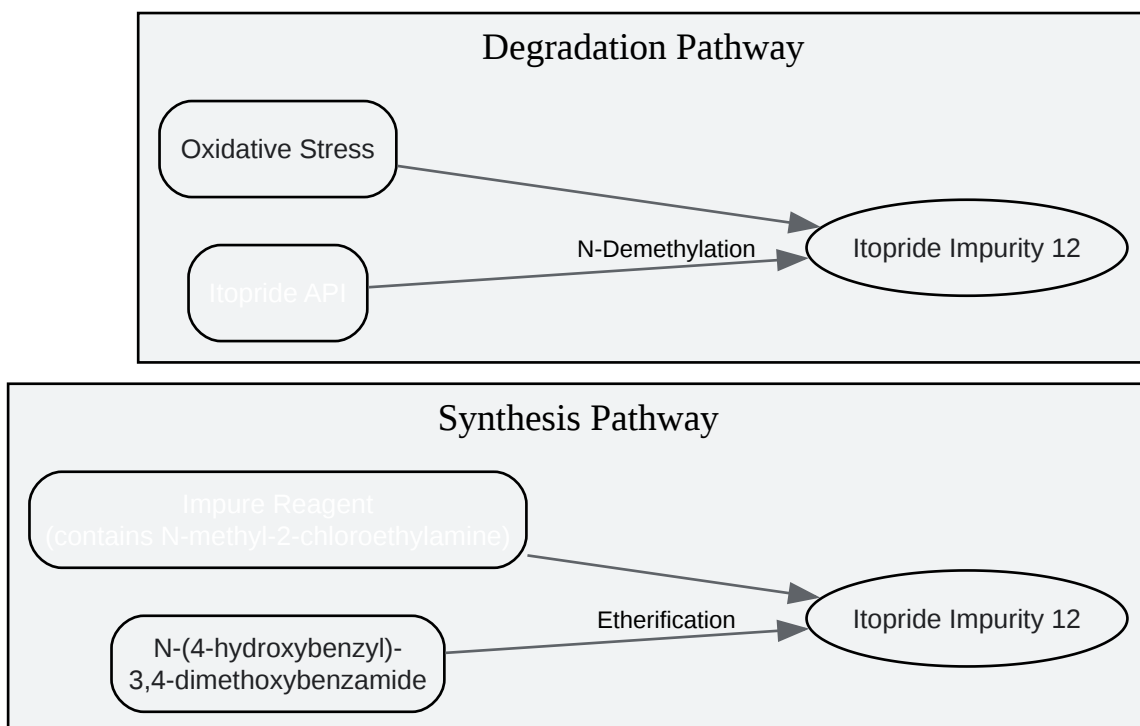 Degradation Pathway
Oxidative Stress
N-Demethylation
Itopride Impurity 12
Itopride API
Synthesis Pathway
Impure Reagent
(contains N-methyl-2-chloroethylamine)
Etherification
Itopride Impurity 12
N-(4-hydroxybenzyl)-
3,4-dimethoxybenzamide